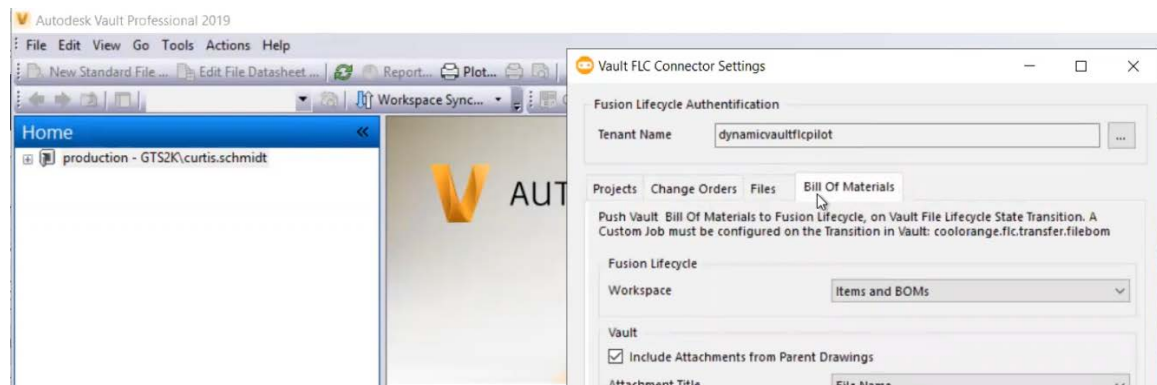 Autodesk Vault Professional 2019
File Edit View Go Tools Actions Help
New Standard File ... Edit File Datasheet ... Report... Plot...
Workspace Sync...
Home
production - GTS2K\curtis.schmidt
AUT
Vault FLC Connector Settings
Fusion Lifecycle Authentification
Tenant Name dynamicvaultflcpilot ...
Projects Change Orders Files Bill Of Materials
Push Vault Bill Of Materials to Fusion Lifecycle, on Vault File Lifecycle State Transition. A
Custom Job must be configured on the Transition in Vault: coolorange.flc.transfer.filebom
Fusion Lifecycle
Workspace Items and BOMs
Vault
Include Attachments from Parent Drawings
Attachment Title File Name